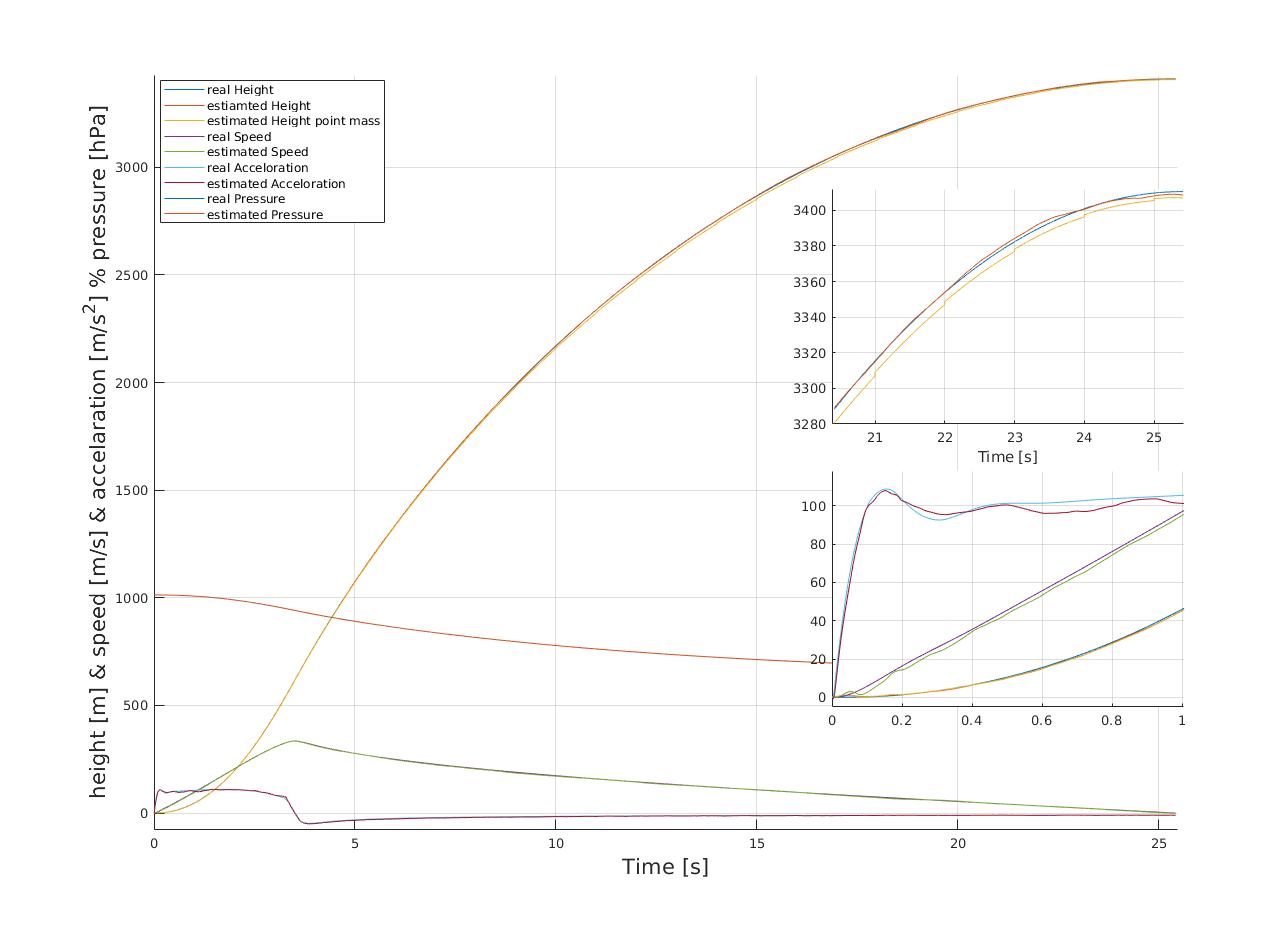 real Height
estiamted Height
estimated Height point mass
real Speed
estimated Speed
real Acceloration
estimated Acceloration
real Pressure
estimated Pressure
height [m] & speed [m/s] & accelaration [m/s²] % pressure [hPa]
3000
2500
2000
1500
1000
500
0
0 5 10 15 20 25
Time [s]
3400
3380
3360
3340
3320
3300
3280
21 22 23 24 25
Time [s]
100
80
60
40
20
0
0 0.2 0.4 0.6 0.8 1